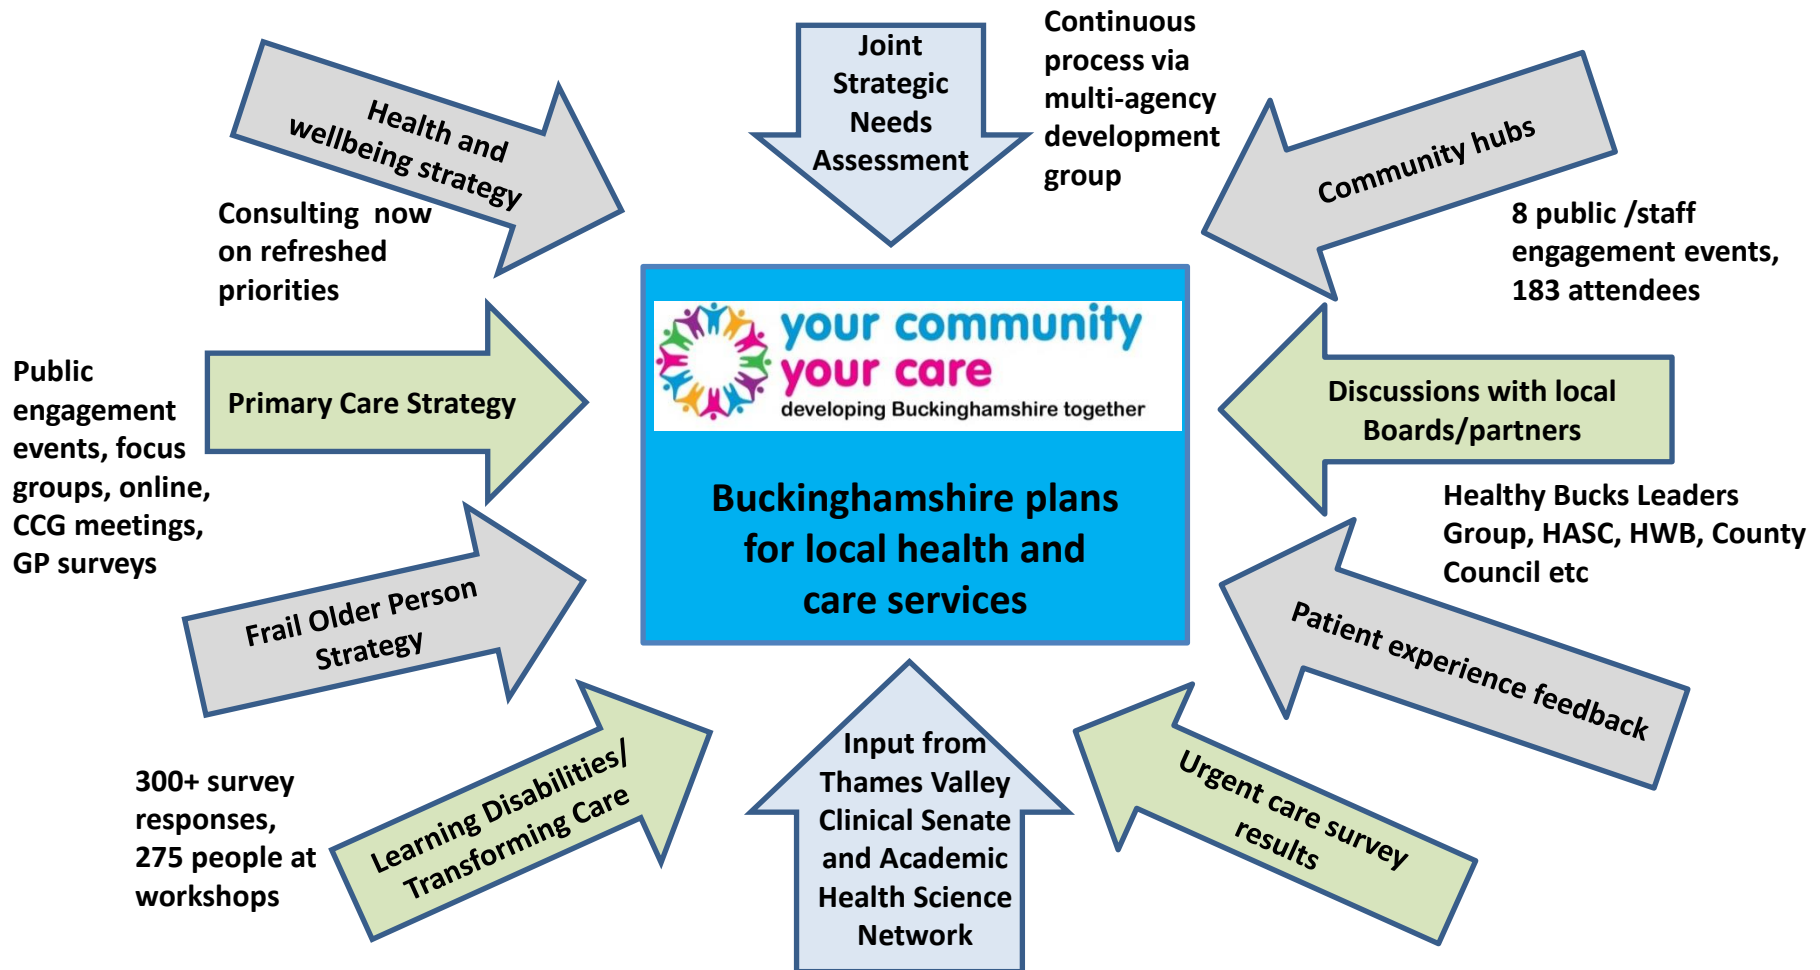 Joint
Strategic
Needs
Assessment
Continuous
process via
multi-agency
development
group
Health and
wellbeing strategy
Consulting now
on refreshed
priorities
Community hubs
8 public /staff
engagement events,
183 attendees
Public
engagement
events, focus
groups, online,
CCG meetings,
GP surveys
Primary Care Strategy
your community
your care
developing Buckinghamshire together
Buckinghamshire plans
for local health and
care services
Discussions with local
Boards/partners
Healthy Bucks Leaders
Group, HASC, HWB, County
Council etc
Frail Older Person
Strategy
Patient experience feedback
300+ survey
responses,
275 people at
workshops
Learning Disabilities/
Transforming Care
Input from
Thames Valley
Clinical Senate
and Academic
Health Science
Network
Urgent care survey
results